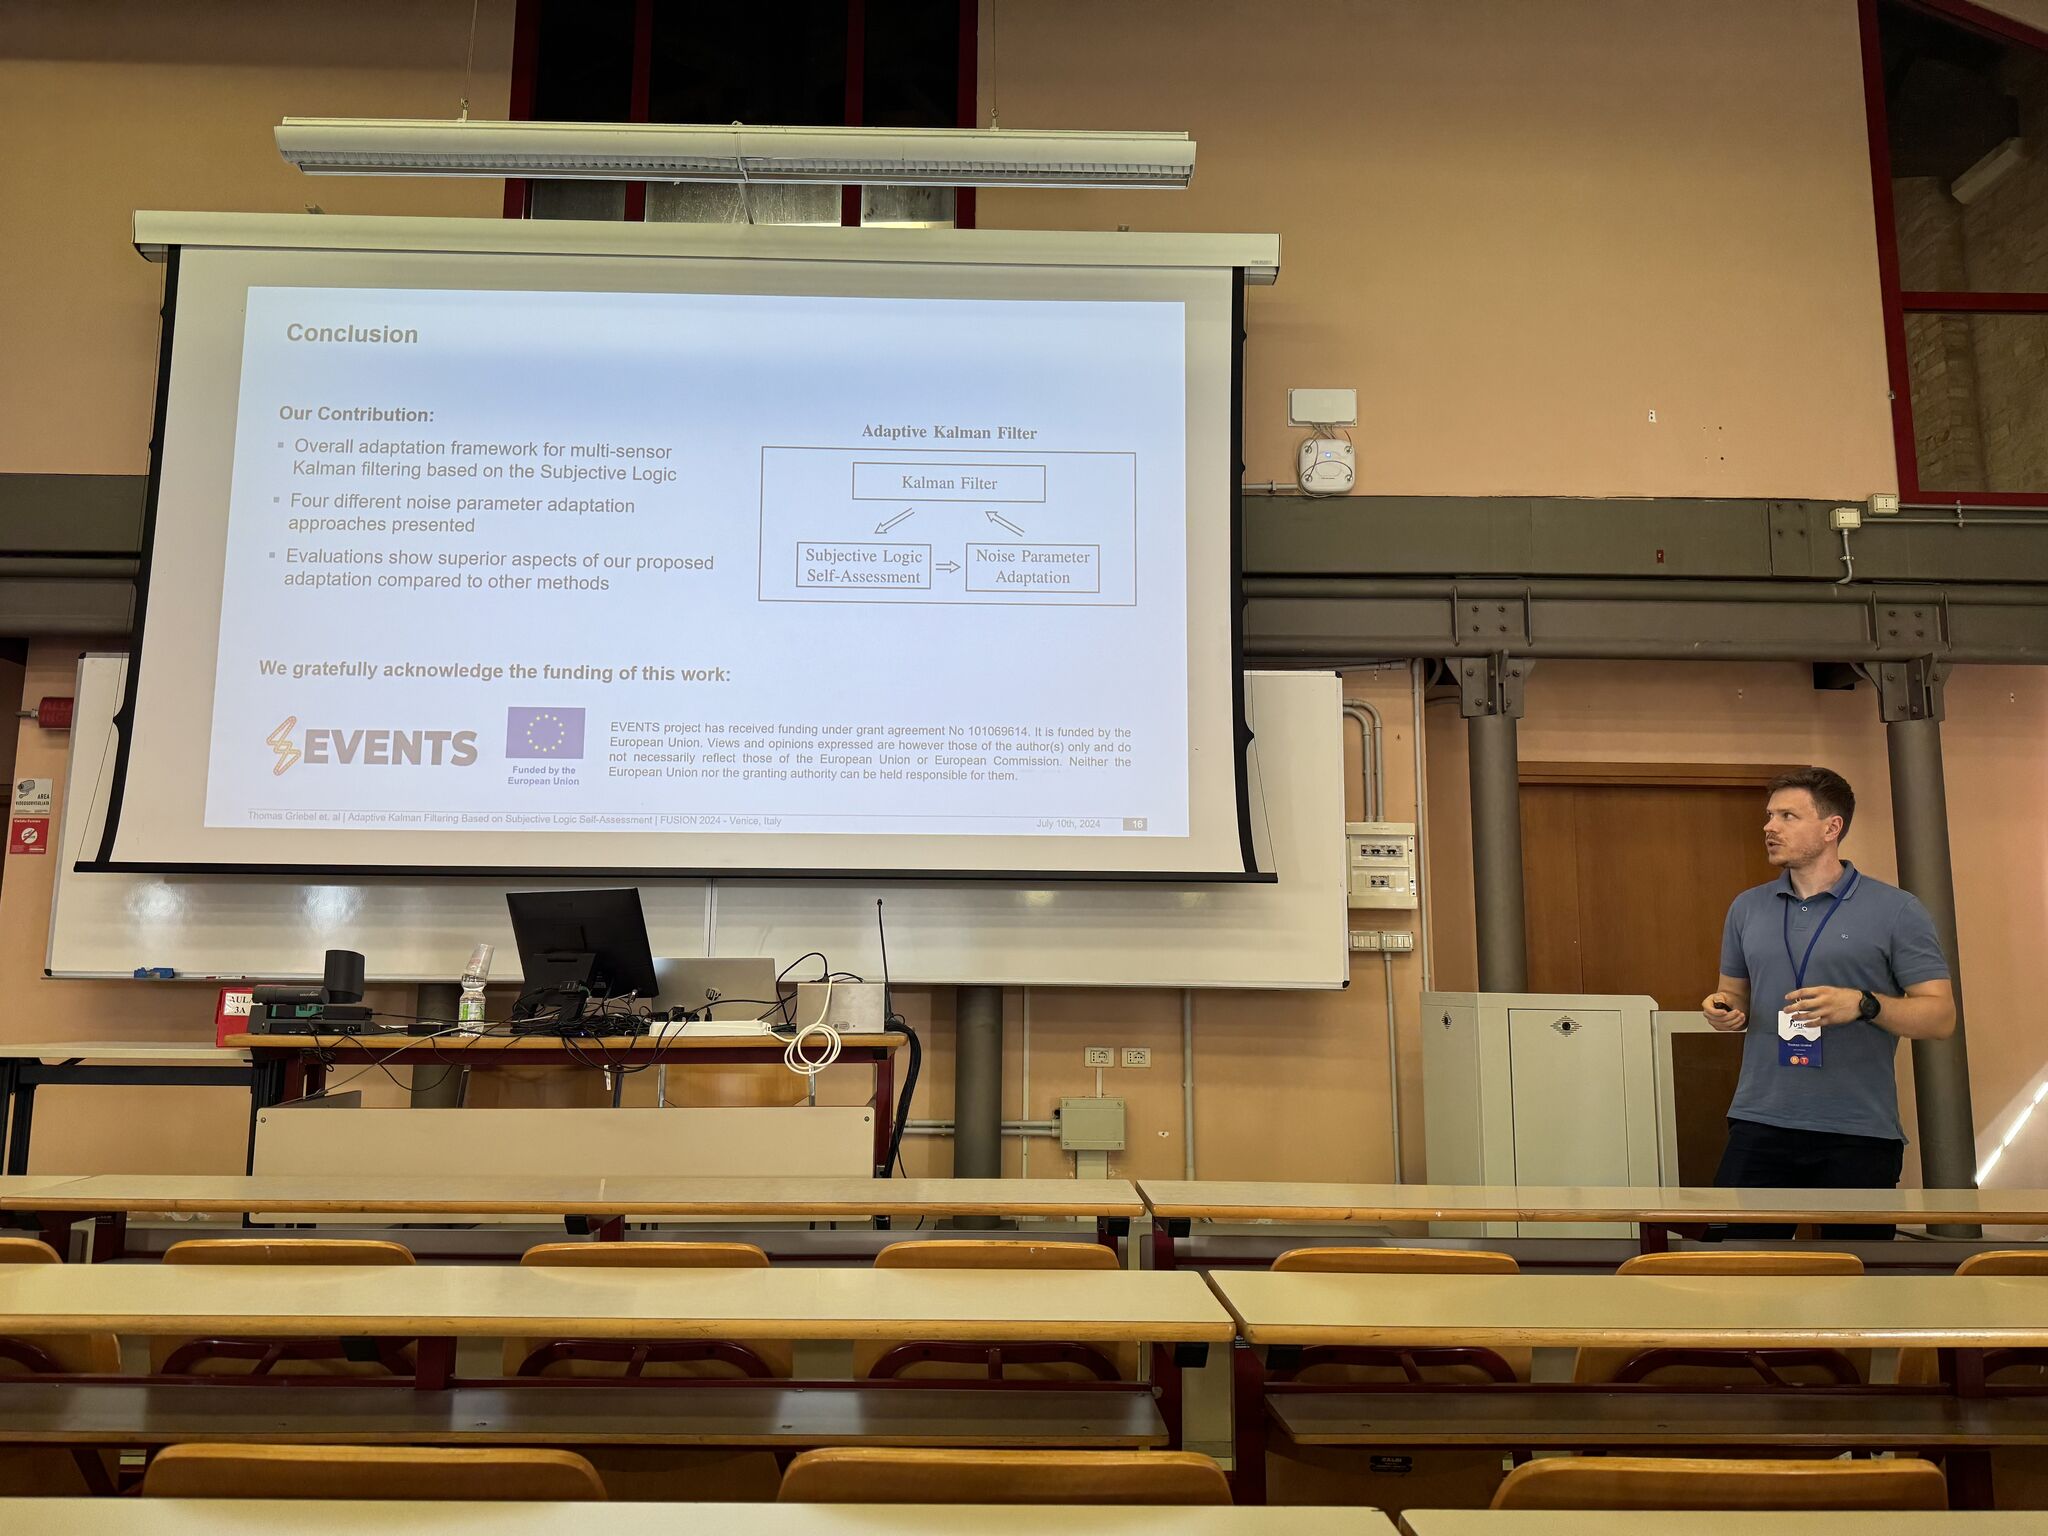 Conclusion
Our Contribution:
Overall adaptation framework for multi-sensor
Kalman filtering based on the Subjective Logic
Four different noise parameter adaptation
approaches presented
Evaluations show superior aspects of our proposed
adaptation compared to other methods
Adaptive Kalman Filter
Kalman Filter
Subjective Logic
Self-Assessment
Noise Parameter
Adaptation
We gratefully acknowledge the funding of this work:
EVENTS
Funded by the
European Union
EVENTS project has received funding under grant agreement No 101069614. It is funded by the
European Union. Views and opinions expressed are however those of the author(s) only and do
not necessarily reflect those of the European Union or European Commission. Neither the
European Union nor the granting authority can be held responsible for them.
Thomas Griebel et. al | Adaptive Kalman Filtering Based on Subjective Logic Self-Assessment | FUSION 2024 - Venice, Italy
July 10th, 2024
16
AREA
VIDEOSORVEGLIATA
AULA
3A
hp